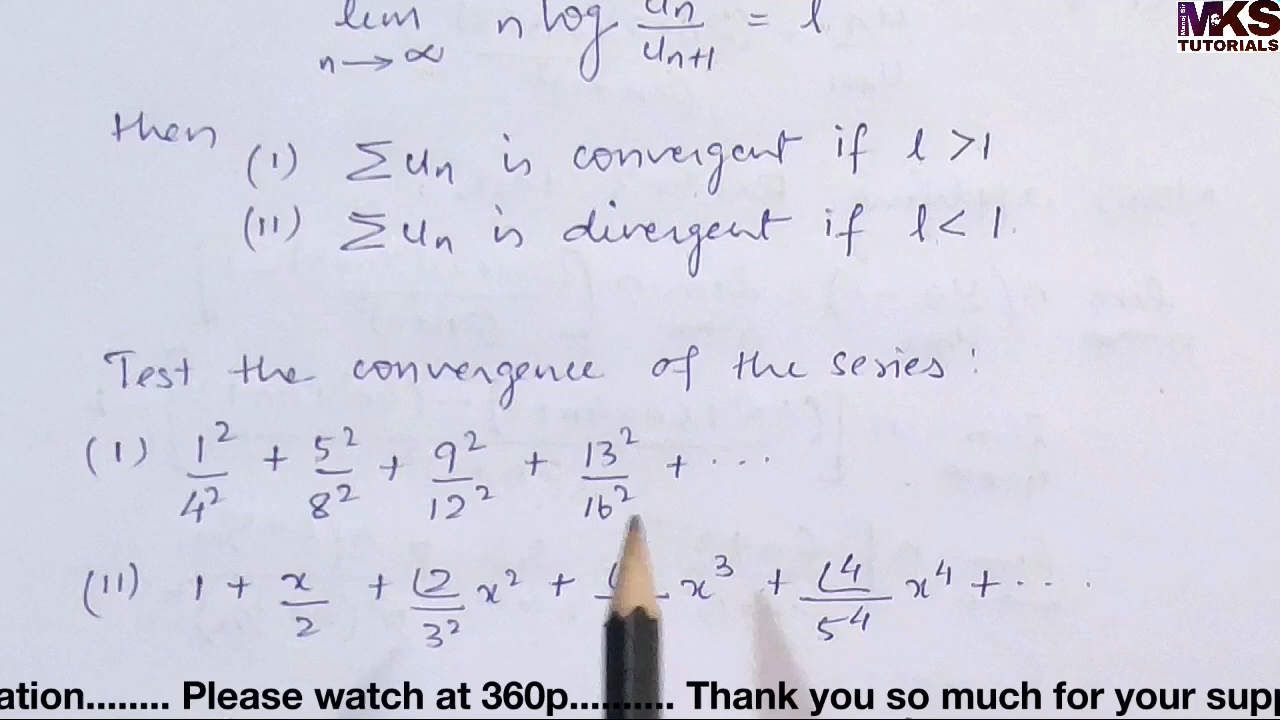 lim n→∞ n log un/un+1 = l
MKS
TUTORIALS
then (I) Σun is convergent if l >1
(II) Σun is divergent if l < 1.
Test the convergence of the series :
(I) 1²/4² + 5²/8² + 9²/12² + 13²/16² + ...
(II) 1 + x/2 + ⌊2/3² x² + x³ + ⌊4/5⁴ x⁴ + ....
ation........ Please watch at 360p.......... Thank you so much for your supp